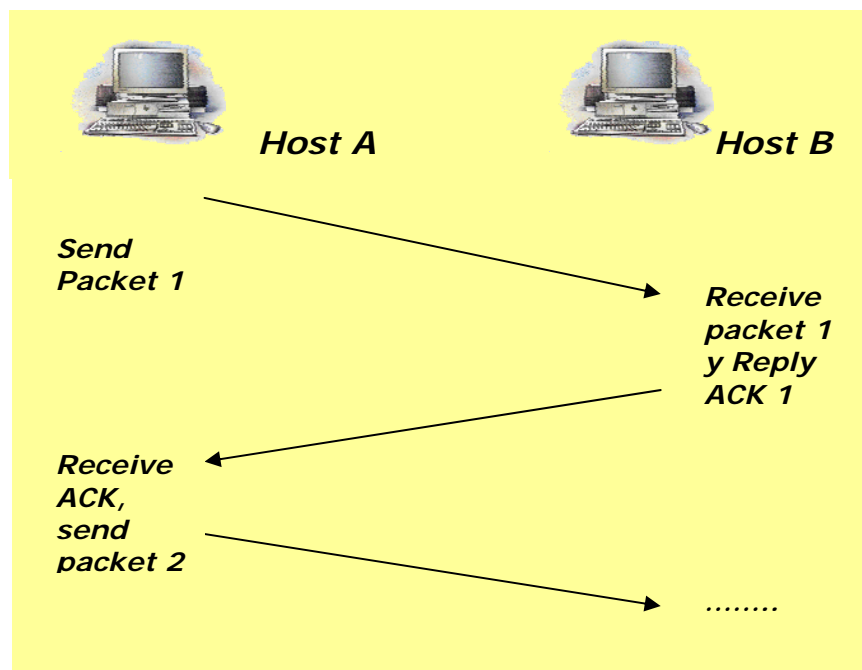 Host A
Host B
Send
Packet 1
Receive
packet 1
y Reply
ACK 1
Receive
ACK,
send
packet 2
........